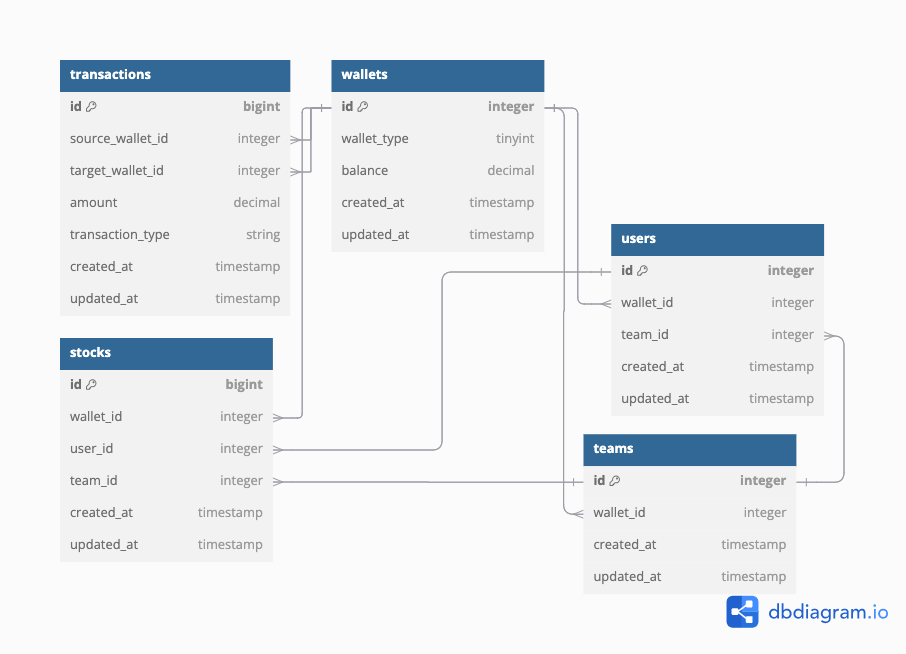 transactions
id bigint
source_wallet_id integer
target_wallet_id integer
amount decimal
transaction_type string
created_at timestamp
updated_at timestamp
wallets
id integer
wallet_type tinyint
balance decimal
created_at timestamp
updated_at timestamp
users
id integer
wallet_id integer
team_id integer
created_at timestamp
updated_at timestamp
stocks
id bigint
wallet_id integer
user_id integer
team_id integer
created_at timestamp
updated_at timestamp
teams
id integer
wallet_id integer
created_at timestamp
updated_at timestamp
dbdiagram.io